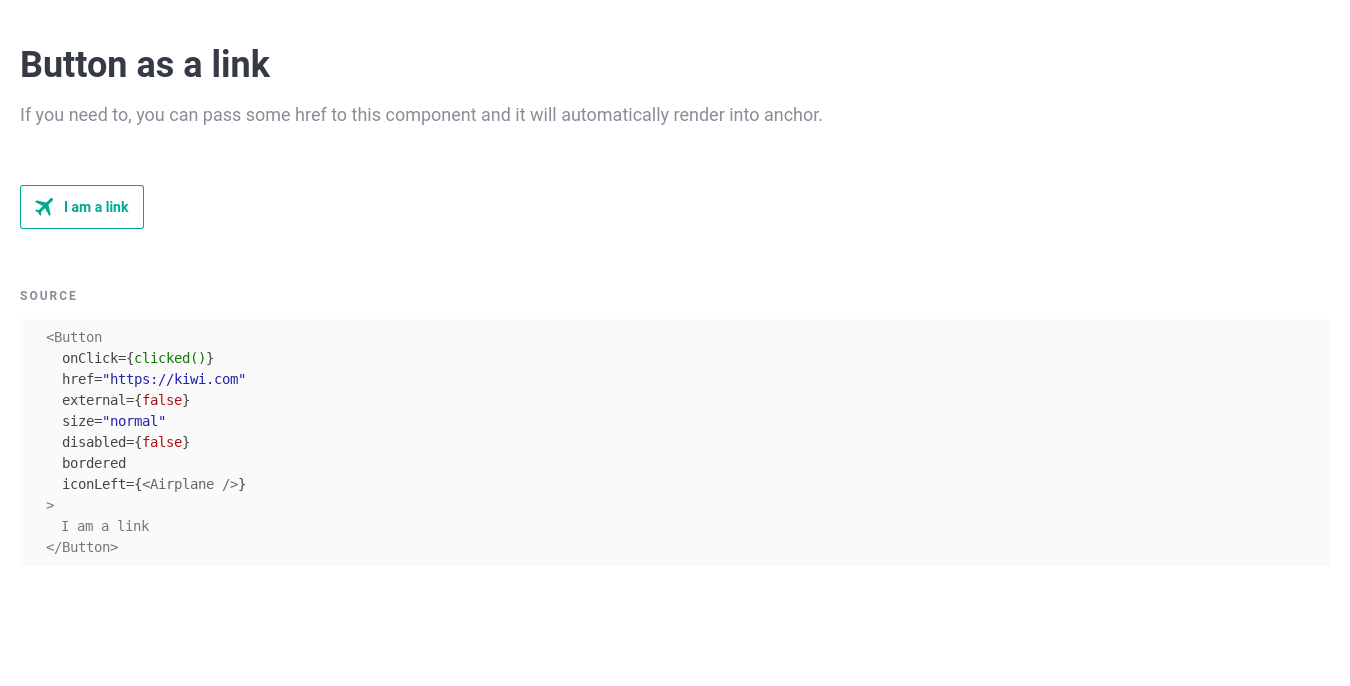 Button as a link
If you need to, you can pass some href to this component and it will automatically render into anchor.
I am a link
SOURCE
<Button
  onClick={clicked()}
  href="https://kiwi.com"
  external={false}
  size="normal"
  disabled={false}
  bordered
  iconLeft={<Airplane />}
>
  I am a link
</Button>